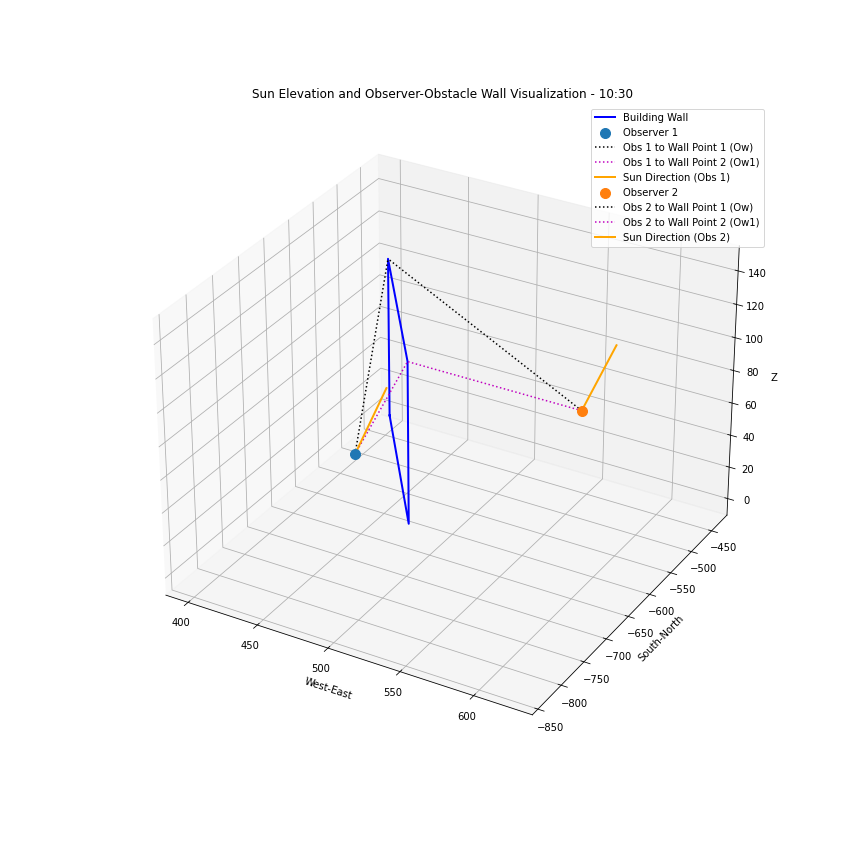 Sun Elevation and Observer-Obstacle Wall Visualization - 10:30
Building Wall
Observer 1
Obs 1 to Wall Point 1 (Ow)
Obs 1 to Wall Point 2 (Ow1)
Sun Direction (Obs 1)
Observer 2
Obs 2 to Wall Point 1 (Ow)
Obs 2 to Wall Point 2 (Ow1)
Sun Direction (Obs 2)
140
120
100
80
60
40
20
0
Z
−450
−500
−550
−600
−650
−700
−750
−800
−850
South-North
400
450
500
550
600
West-East